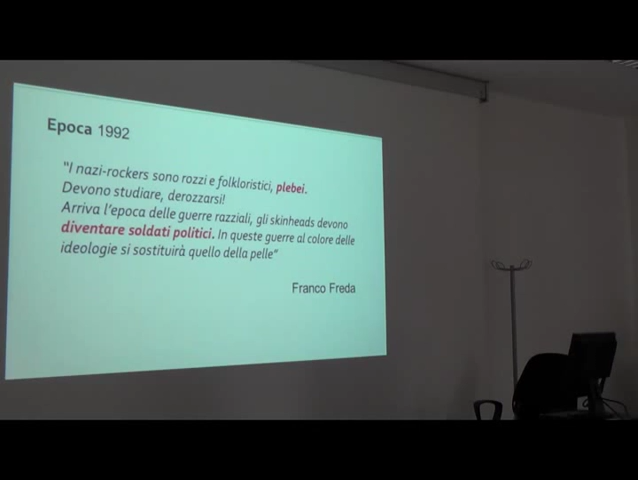 Epoca 1992
"I nazi-rockers sono rozzi e folkloristici, plebei.
Devono studiare, derozzarsi!
Arriva l'epoca delle guerre razziali, gli skinheads devono
diventare soldati politici. In queste guerre al colore delle
ideologie si sostituirà quello della pelle"
Franco Freda